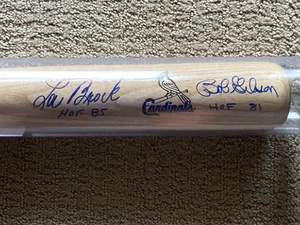 Lou Brock
HOF 85
Cardinals
Bob Gibson
HOF 81